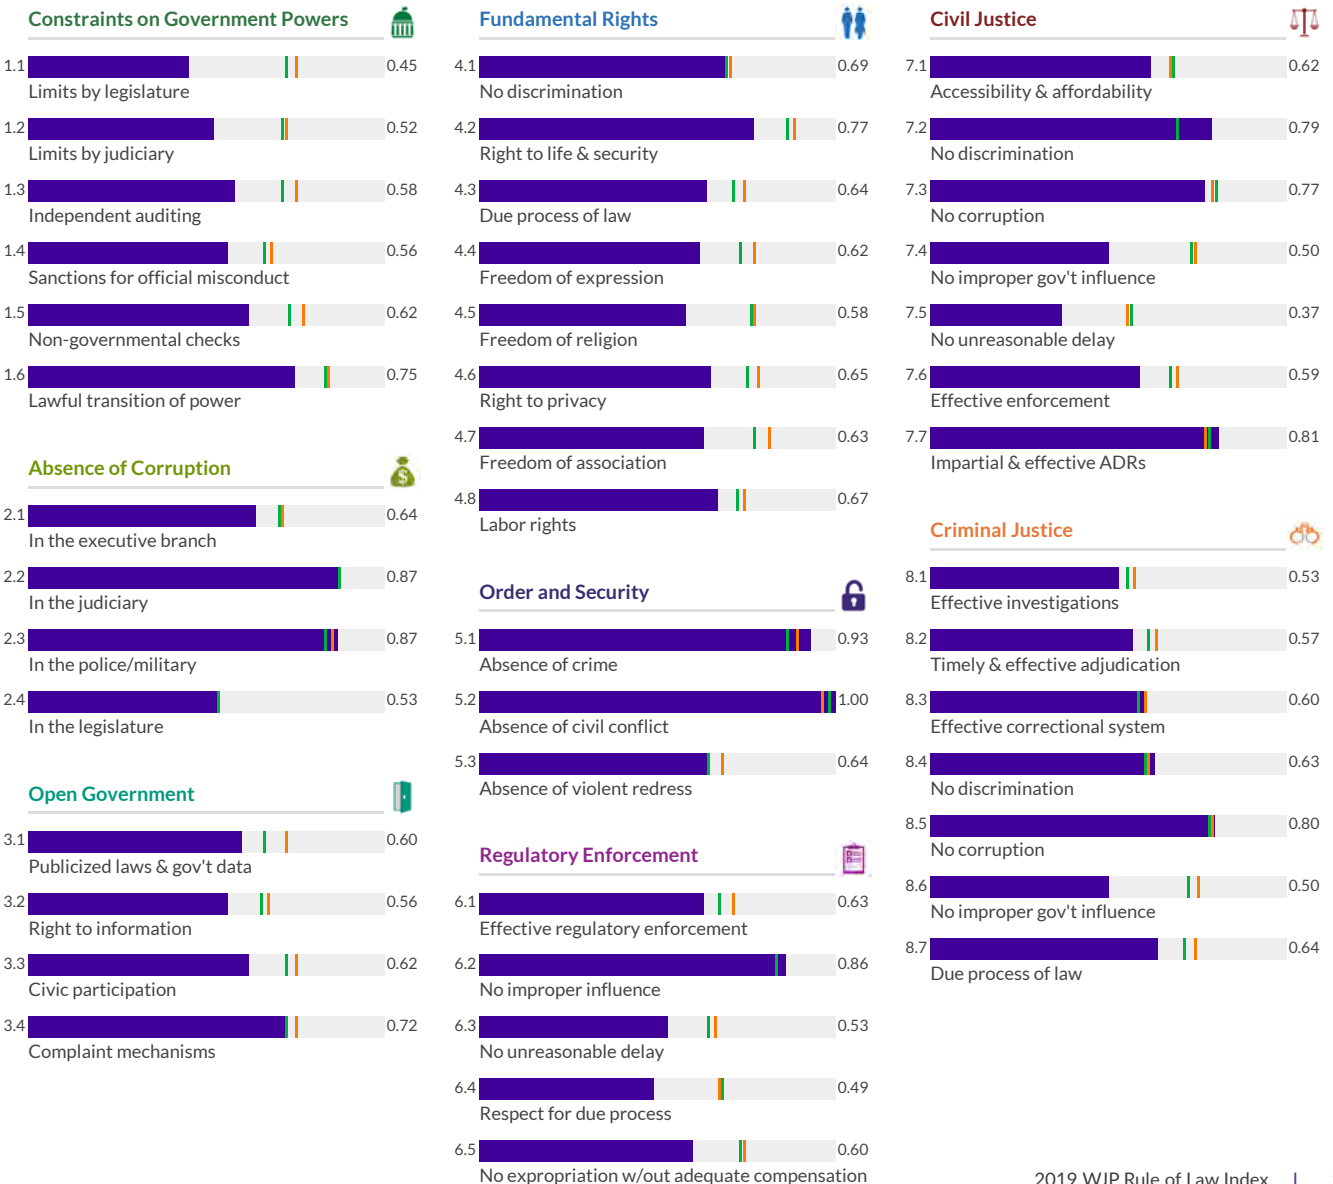 Constraints on Government Powers
1.1 0.45
Limits by legislature
1.2 0.52
Limits by judiciary
1.3 0.58
Independent auditing
1.4 0.56
Sanctions for official misconduct
1.5 0.62
Non-governmental checks
1.6 0.75
Lawful transition of power
Absence of Corruption
$
2.1 0.64
In the executive branch
2.2 0.87
In the judiciary
2.3 0.87
In the police/military
2.4 0.53
In the legislature
Open Government
3.1 0.60
Publicized laws & gov't data
3.2 0.56
Right to information
3.3 0.62
Civic participation
3.4 0.72
Complaint mechanisms
Fundamental Rights
4.1 0.69
No discrimination
4.2 0.77
Right to life & security
4.3 0.64
Due process of law
4.4 0.62
Freedom of expression
4.5 0.58
Freedom of religion
4.6 0.65
Right to privacy
4.7 0.63
Freedom of association
4.8 0.67
Labor rights
Order and Security
5.1 0.93
Absence of crime
5.2 1.00
Absence of civil conflict
5.3 0.64
Absence of violent redress
Regulatory Enforcement
6.1 0.63
Effective regulatory enforcement
6.2 0.86
No improper influence
6.3 0.53
No unreasonable delay
6.4 0.49
Respect for due process
6.5 0.60
No expropriation w/out adequate compensation
Civil Justice
7.1 0.62
Accessibility & affordability
7.2 0.79
No discrimination
7.3 0.77
No corruption
7.4 0.50
No improper gov't influence
7.5 0.37
No unreasonable delay
7.6 0.59
Effective enforcement
7.7 0.81
Impartial & effective ADRs
Criminal Justice
8.1 0.53
Effective investigations
8.2 0.57
Timely & effective adjudication
8.3 0.60
Effective correctional system
8.4 0.63
No discrimination
8.5 0.80
No corruption
8.6 0.50
No improper gov't influence
8.7 0.64
Due process of law
2019 WJP Rule of Law Index |